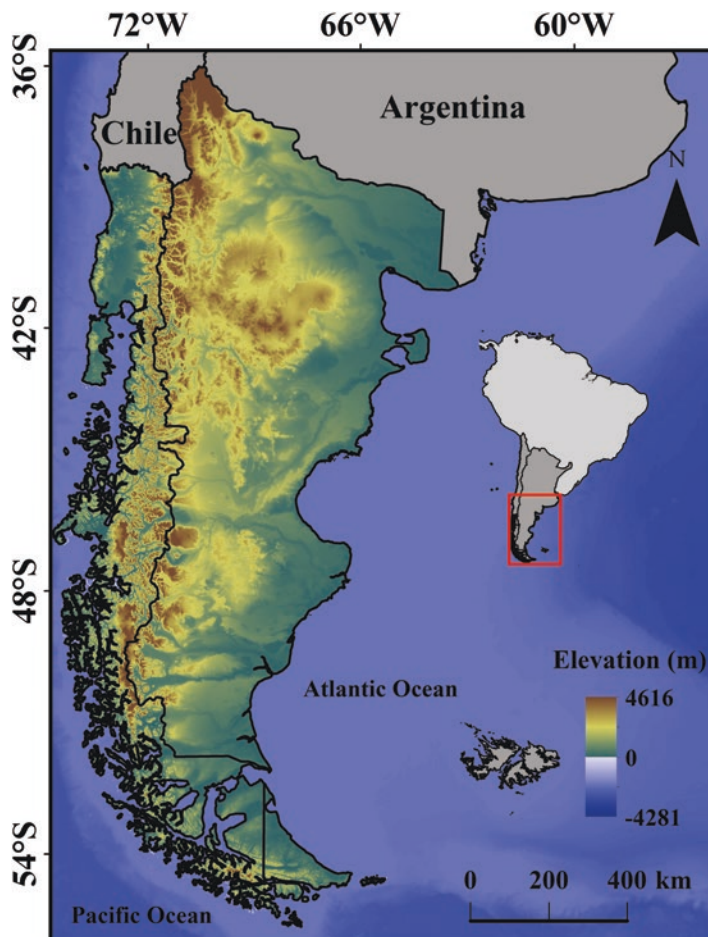 72°W 66°W 60°W
36°S
Chile
Argentina
N
42°S
48°S
Elevation (m)
4616
0
-4281
Atlantic Ocean
54°S
0 200 400 km
Pacific Ocean